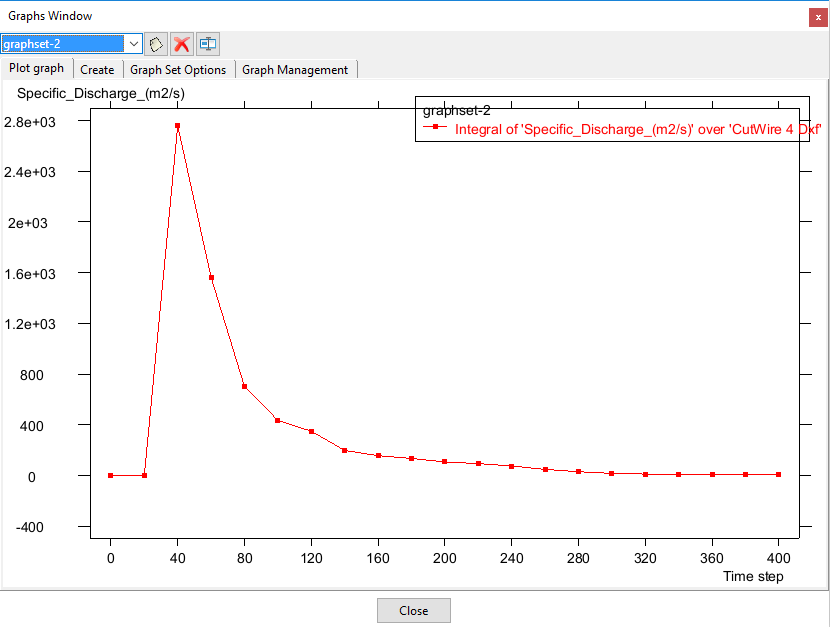 Graphs Window
x
graphset-2
Plot graph Create Graph Set Options Graph Management
Specific_Discharge_(m2/s)
graphset-2
Integral of 'Specific_Discharge_(m2/s)' over 'CutWire 4 Dxf'
2.8e+03
2.4e+03
2e+03
1.6e+03
1.2e+03
800
400
0
-400
0 40 80 120 160 200 240 280 320 360 400
Time step
Close